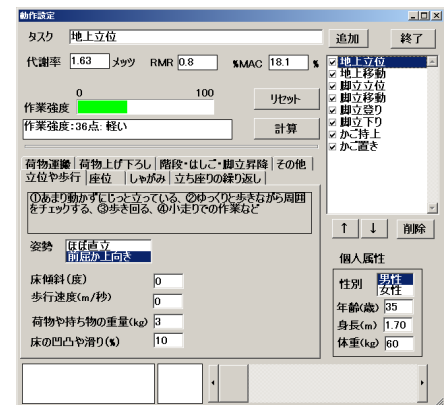 動作設定
タスク 地上立位 追加 終了
代謝率 1.63 メッツ RMR 0.8 %MAC 18.1 %
0 100
作業強度 リセット
作業強度:36点: 軽い 計算
地上立位
地上移動
脚立立位
脚立移動
脚立登り
脚立下り
かご持上
かご置き
荷物運搬 荷物上げ下ろし 階段・はしご・脚立昇降 その他
立位や歩行 座位 しゃがみ 立ち座りの繰り返し
①あまり動かずにじっと立っている、②ゆっくりと歩きながら周囲
をチェックする、③歩き回る、④小走りでの作業など
↑ ↓ 削除
姿勢 ほぼ直立
前屈か上向き
床傾斜(度) 0
歩行速度(m/秒) 0
荷物や持ち物の重量(kg) 3
床の凹凸や滑り(%) 10
個人属性
性別 男性
女性
年齢(歳) 35
身長(m) 1.70
体重(kg) 60